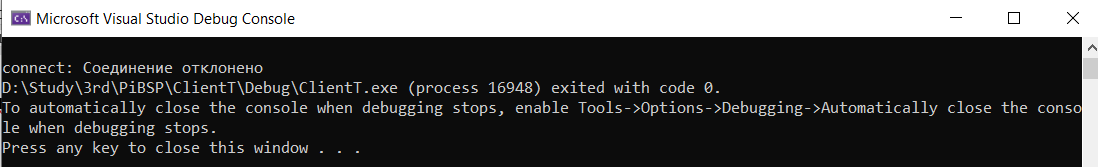 Microsoft Visual Studio Debug Console
connect: Соединение отклонено
D:\Study\3rd\PiBSP\ClientT\Debug\ClientT.exe (process 16948) exited with code 0.
To automatically close the console when debugging stops, enable Tools->Options->Debugging->Automatically close the conso
le when debugging stops.
Press any key to close this window . . .